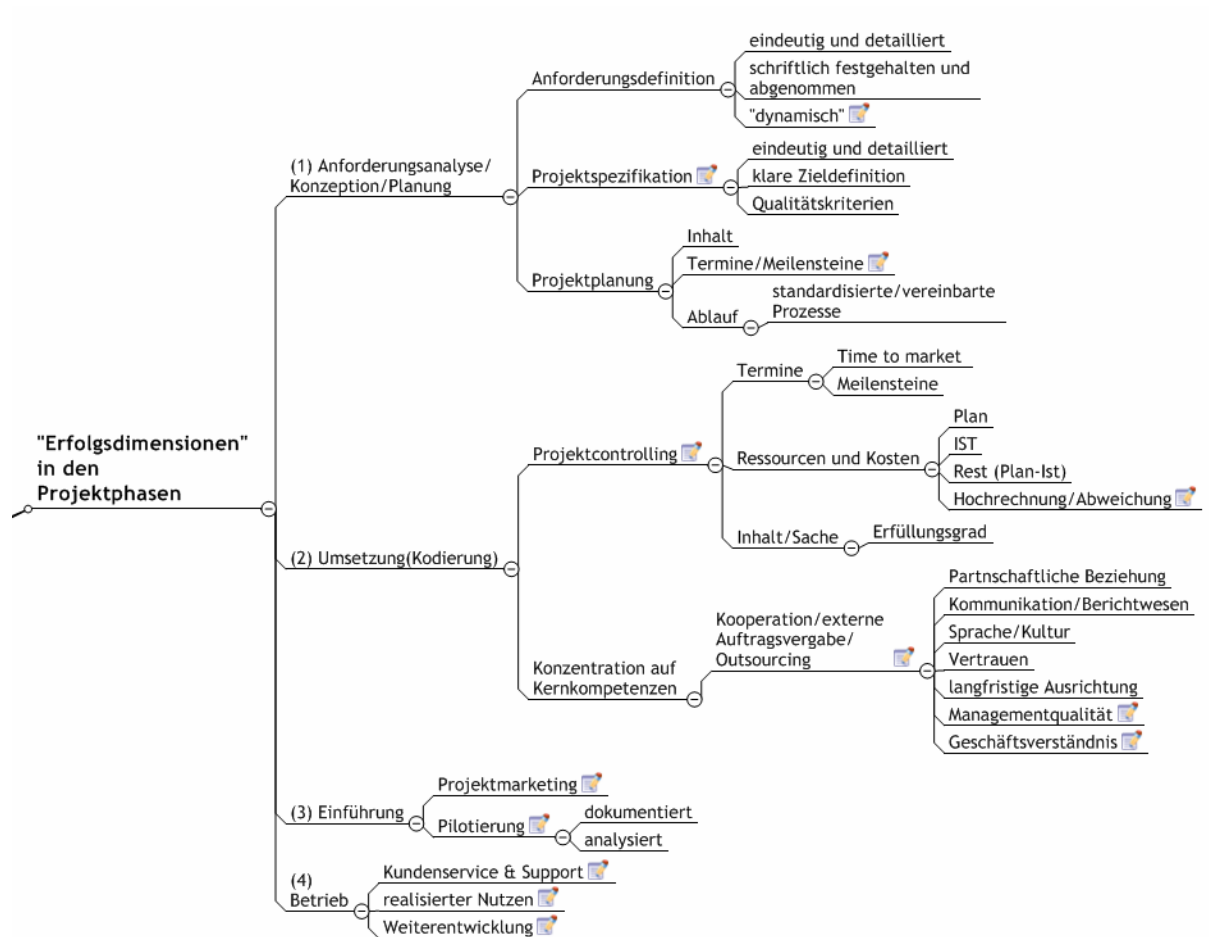 "Erfolgsdimensionen"
in den
Projektphasen
(1) Anforderungsanalyse/
Konzeption/Planung
Anforderungsdefinition
eindeutig und detailliert
schriftlich festgehalten und
abgenommen
"dynamisch"
Projektspezifikation
eindeutig und detailliert
klare Zieldefinition
Qualitätskriterien
Projektplanung
Inhalt
Termine/Meilensteine
Ablauf
standardisierte/vereinbarte
Prozesse
(2) Umsetzung(Kodierung)
Projektcontrolling
Termine
Time to market
Meilensteine
Ressourcen und Kosten
Plan
IST
Rest (Plan-Ist)
Hochrechnung/Abweichung
Inhalt/Sache
Erfüllungsgrad
Konzentration auf
Kernkompetenzen
Kooperation/externe
Auftragsvergabe/
Outsourcing
Partnschaftliche Beziehung
Kommunikation/Berichtwesen
Sprache/Kultur
Vertrauen
langfristige Ausrichtung
Managementqualität
Geschäftsverständnis
(3) Einführung
Projektmarketing
Pilotierung
dokumentiert
analysiert
(4)
Betrieb
Kundenservice & Support
realisierter Nutzen
Weiterentwicklung